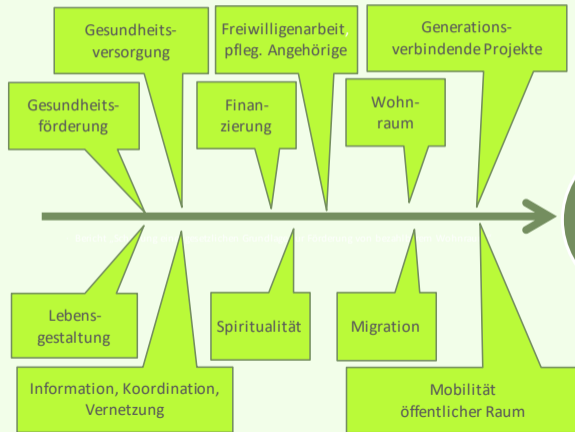 Gesundheits-
versorgung
Freiwilligenarbeit,
pfleg. Angehörige
Generations-
verbindende Projekte
Gesundheits-
förderung
Finan-
zierung
Wohn-
raum
Lebens-
gestaltung
Spiritualität
Migration
Information, Koordination,
Vernetzung
Mobilität
öffentlicher Raum